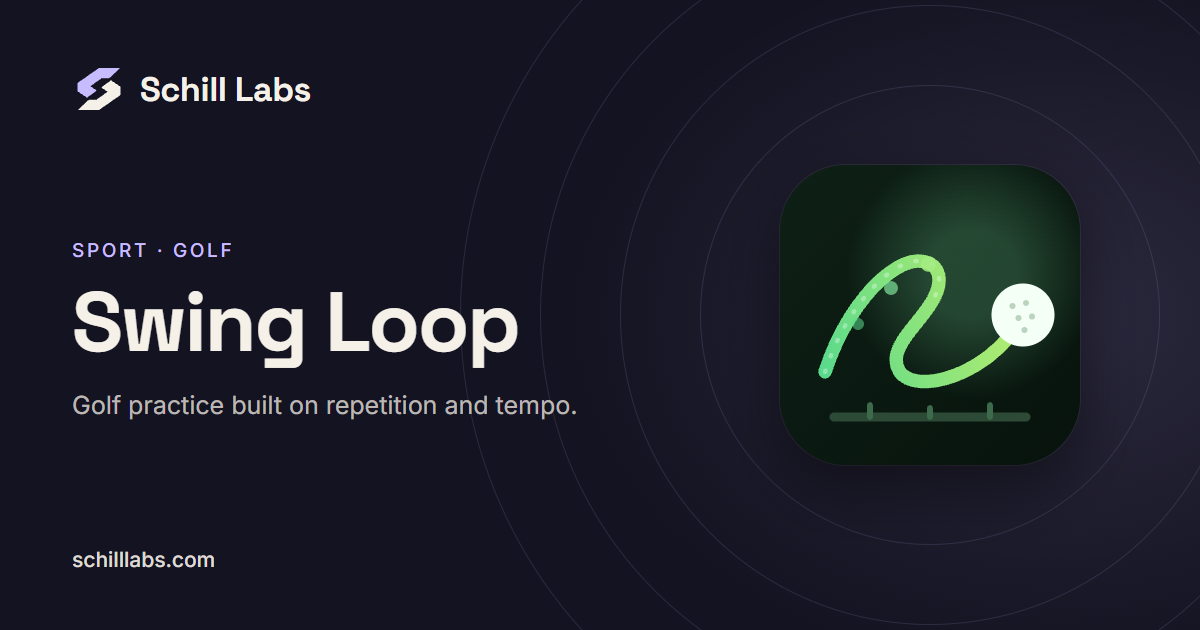 Schill Labs
SPORT · GOLF
Swing Loop
Golf practice built on repetition and tempo.
schilllabs.com